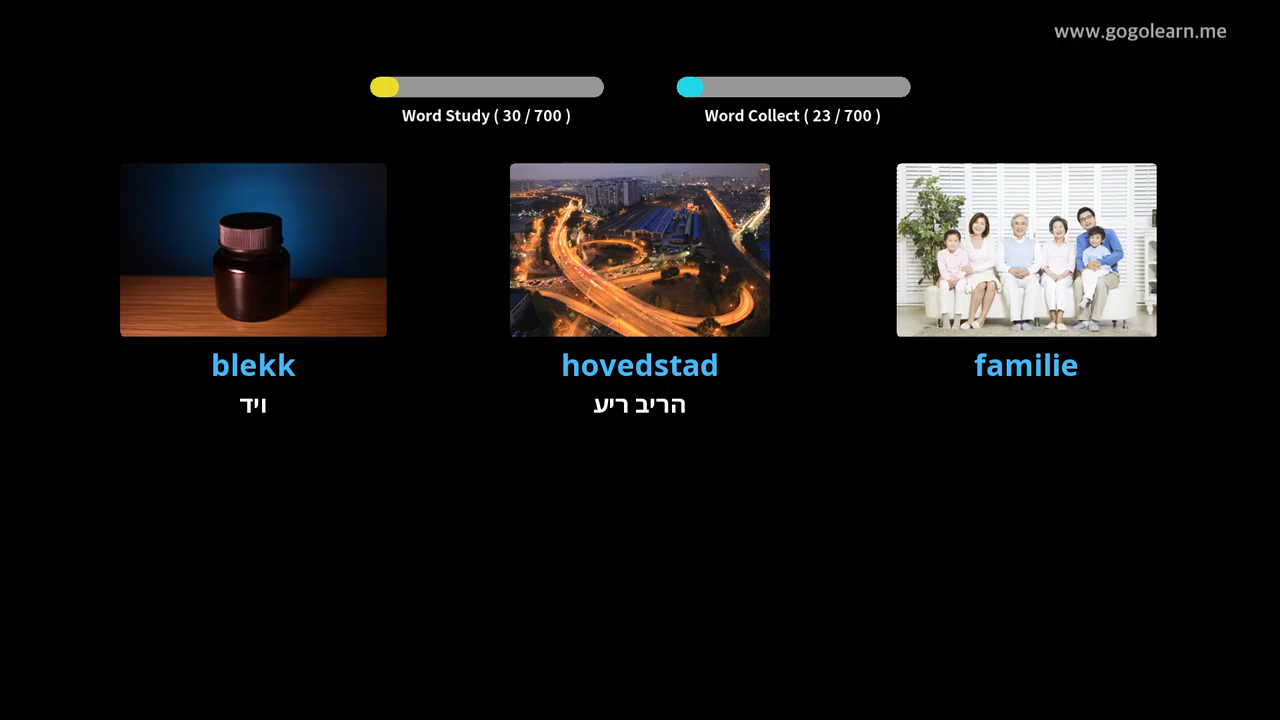 www.gogolearn.me
Word Study ( 30 / 700 )
Word Collect ( 23 / 700 )
blekk
hovedstad
familie
ויד
הריב ריע